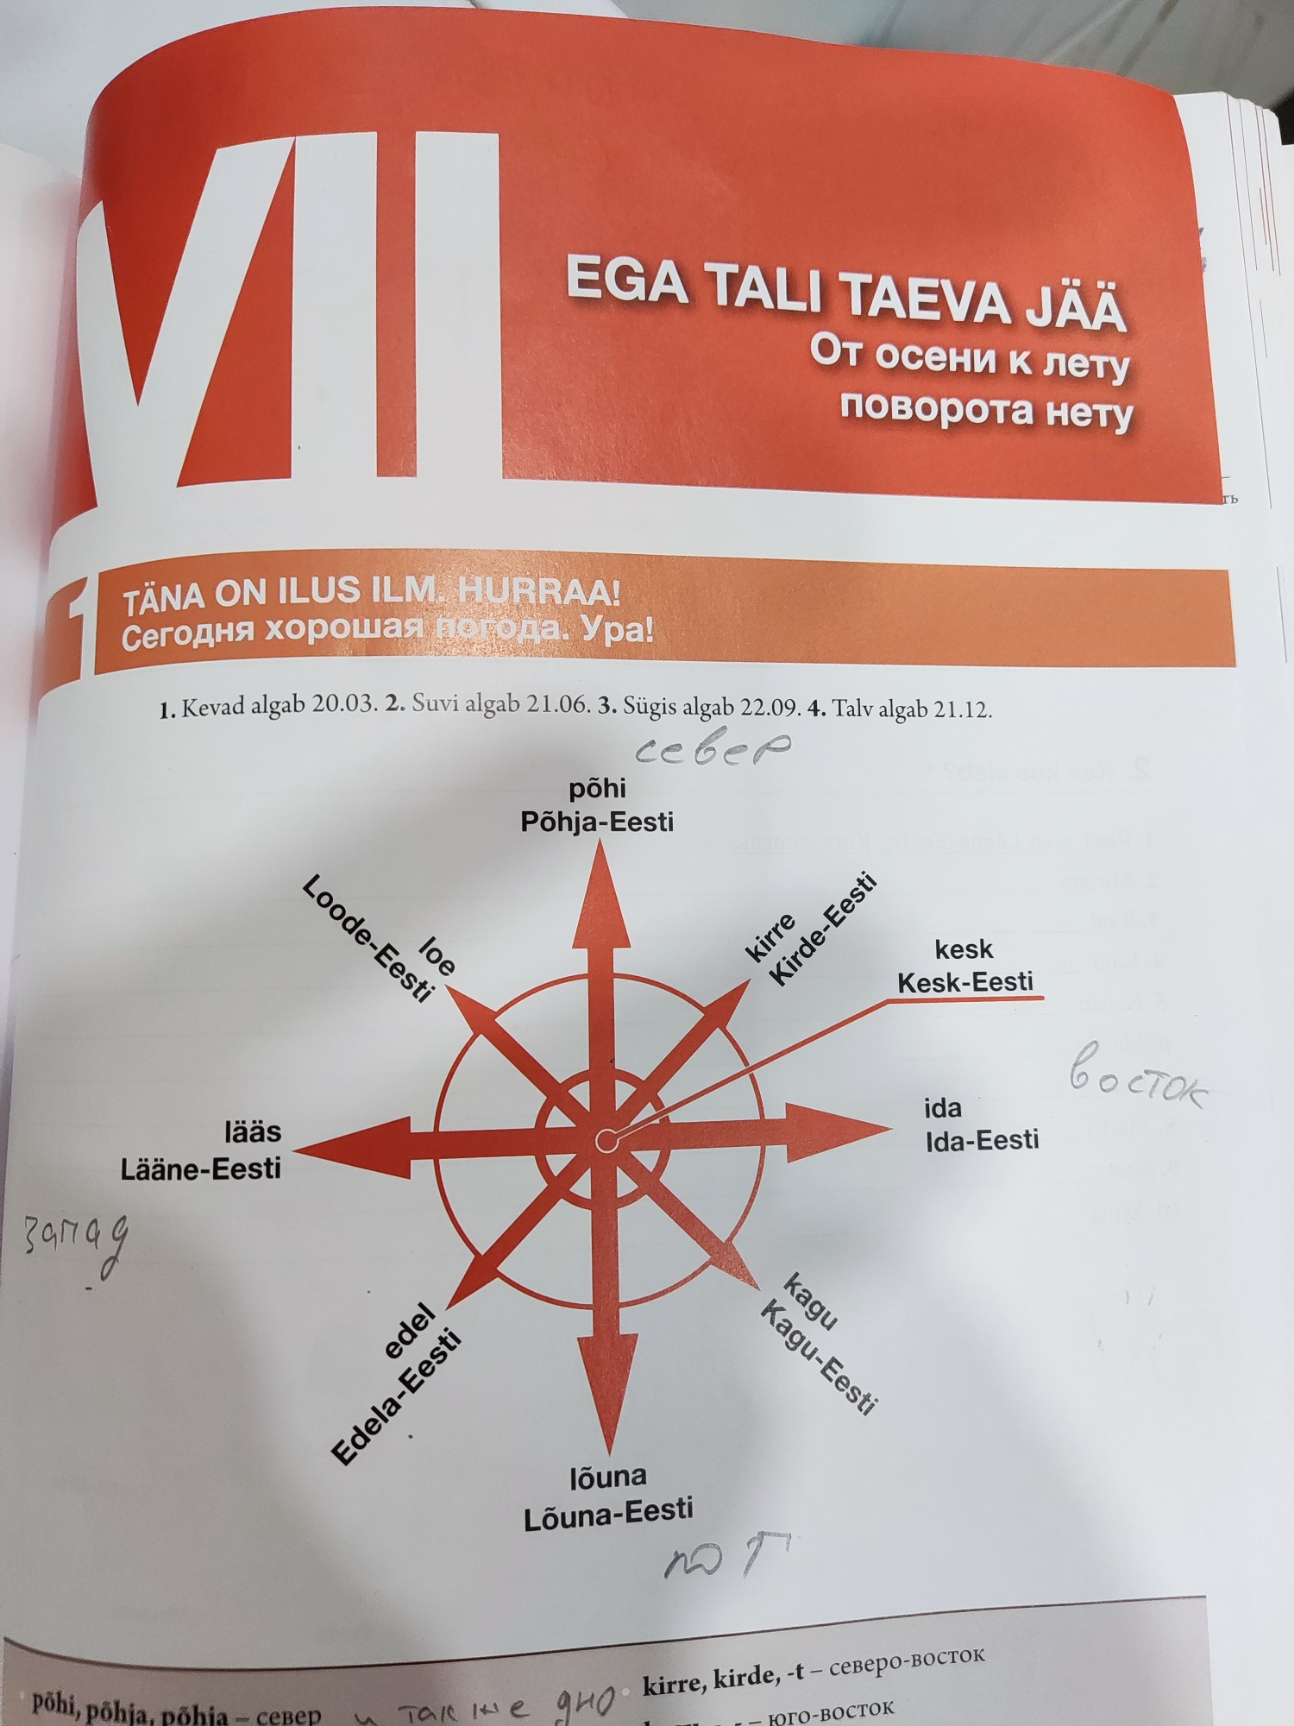 VII
EGA TALI TAEVA JÄÄ
От осени к лету
поворота нету
ть
1
TÄNA ON ILUS ILM. HURRAA!
Сегодня хорошая погода. Ура!
1. Kevad algab 20.03. 2. Suvi algab 21.06. 3. Sügis algab 22.09. 4. Talv algab 21.12.
север
põhi
Põhja-Eesti
loe
Loode-Eesti
kirre
Kirde-Eesti
kesk
Kesk-Eesti
восток
ida
Ida-Eesti
lääs
Lääne-Eesti
запад
edel
Edela-Eesti
kagu
Kagu-Eesti
lõuna
Lõuna-Eesti
юг
põhi, põhja, põhja – север и также дно
kirre, kirde, -t – северо-восток
– юго-восток